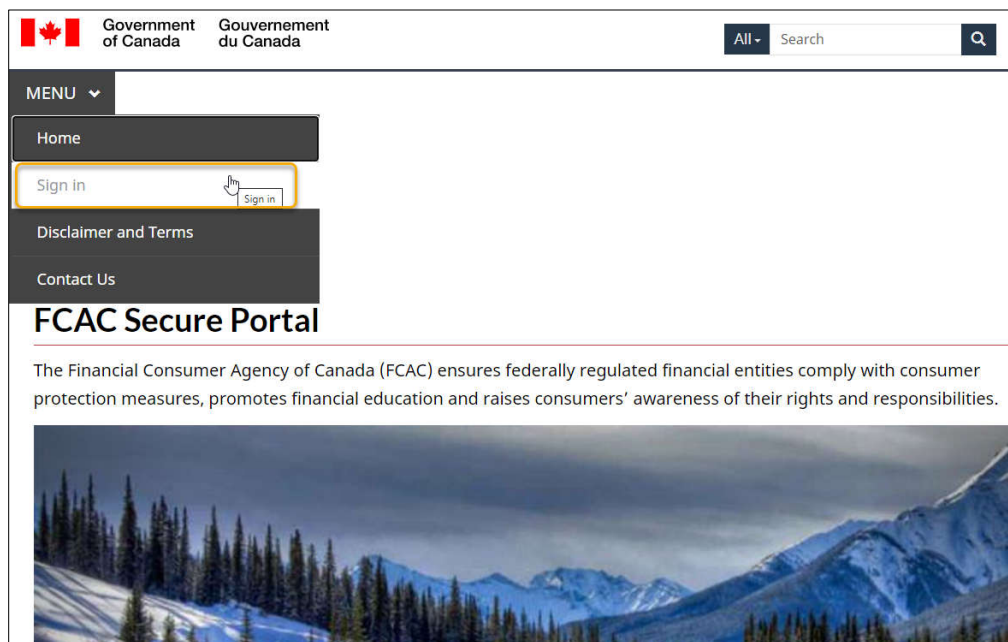 Government Gouvernement
of Canada du Canada
All Search
MENU
Home
Sign in
Sign in
Disclaimer and Terms
Contact Us
FCAC Secure Portal
The Financial Consumer Agency of Canada (FCAC) ensures federally regulated financial entities comply with consumer
protection measures, promotes financial education and raises consumers’ awareness of their rights and responsibilities.